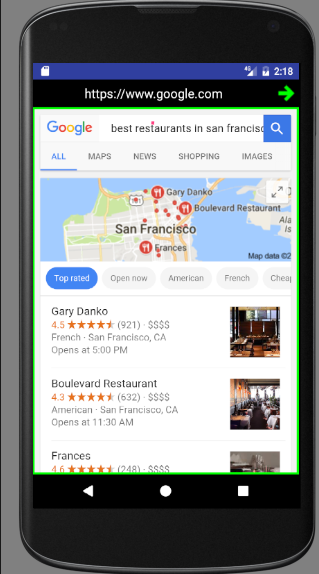 4G 2:18
https://www.google.com
Google best restaurants in san francisc
ALL MAPS NEWS SHOPPING IMAGES
Gary Danko
Boulevard Restaurant
San Francisco
Frances
Map data ©2
Top rated Open now American French Cheap
Gary Danko
4.5 (921) · $$$$
French · San Francisco, CA
Opens at 5:00 PM
Boulevard Restaurant
4.3 (632) · $$$$
American · San Francisco, CA
Opens at 11:30 AM
Frances
4.6 (248) · $$$$